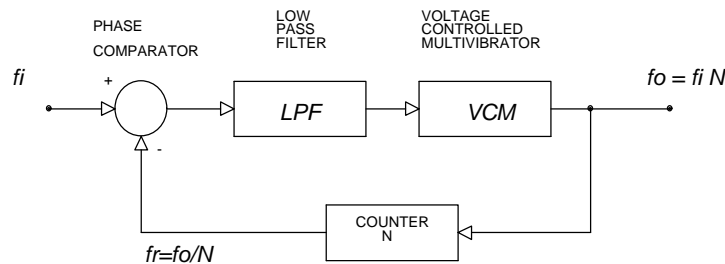 PHASE
COMPARATOR
LOW
PASS
FILTER
VOLTAGE
CONTROLLED
MULTIVIBRATOR
fi
+
-
LPF
VCM
fo = fi N
COUNTER
N
fr=fo/N